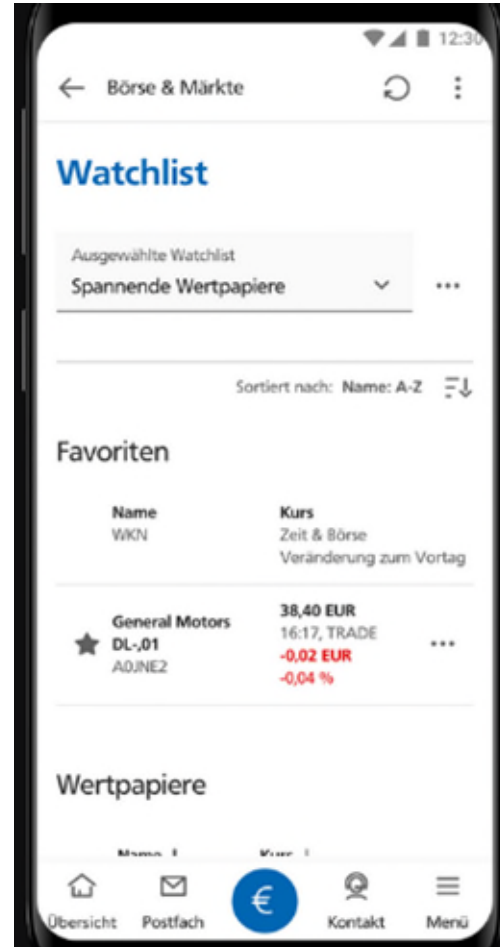 12:30
Börse & Märkte
Watchlist
Ausgewählte Watchlist
Spannende Wertpapiere
Sortiert nach: Name: A-Z
Favoriten
Name Kurs
WKN Zeit & Börse
Veränderung zum Vortag
General Motors 38,40 EUR
DL-,01 16:17, TRADE
A0JNE2 -0,02 EUR
-0,04 %
Wertpapiere
Name Kurs
€
Übersicht Postfach Kontakt Menü